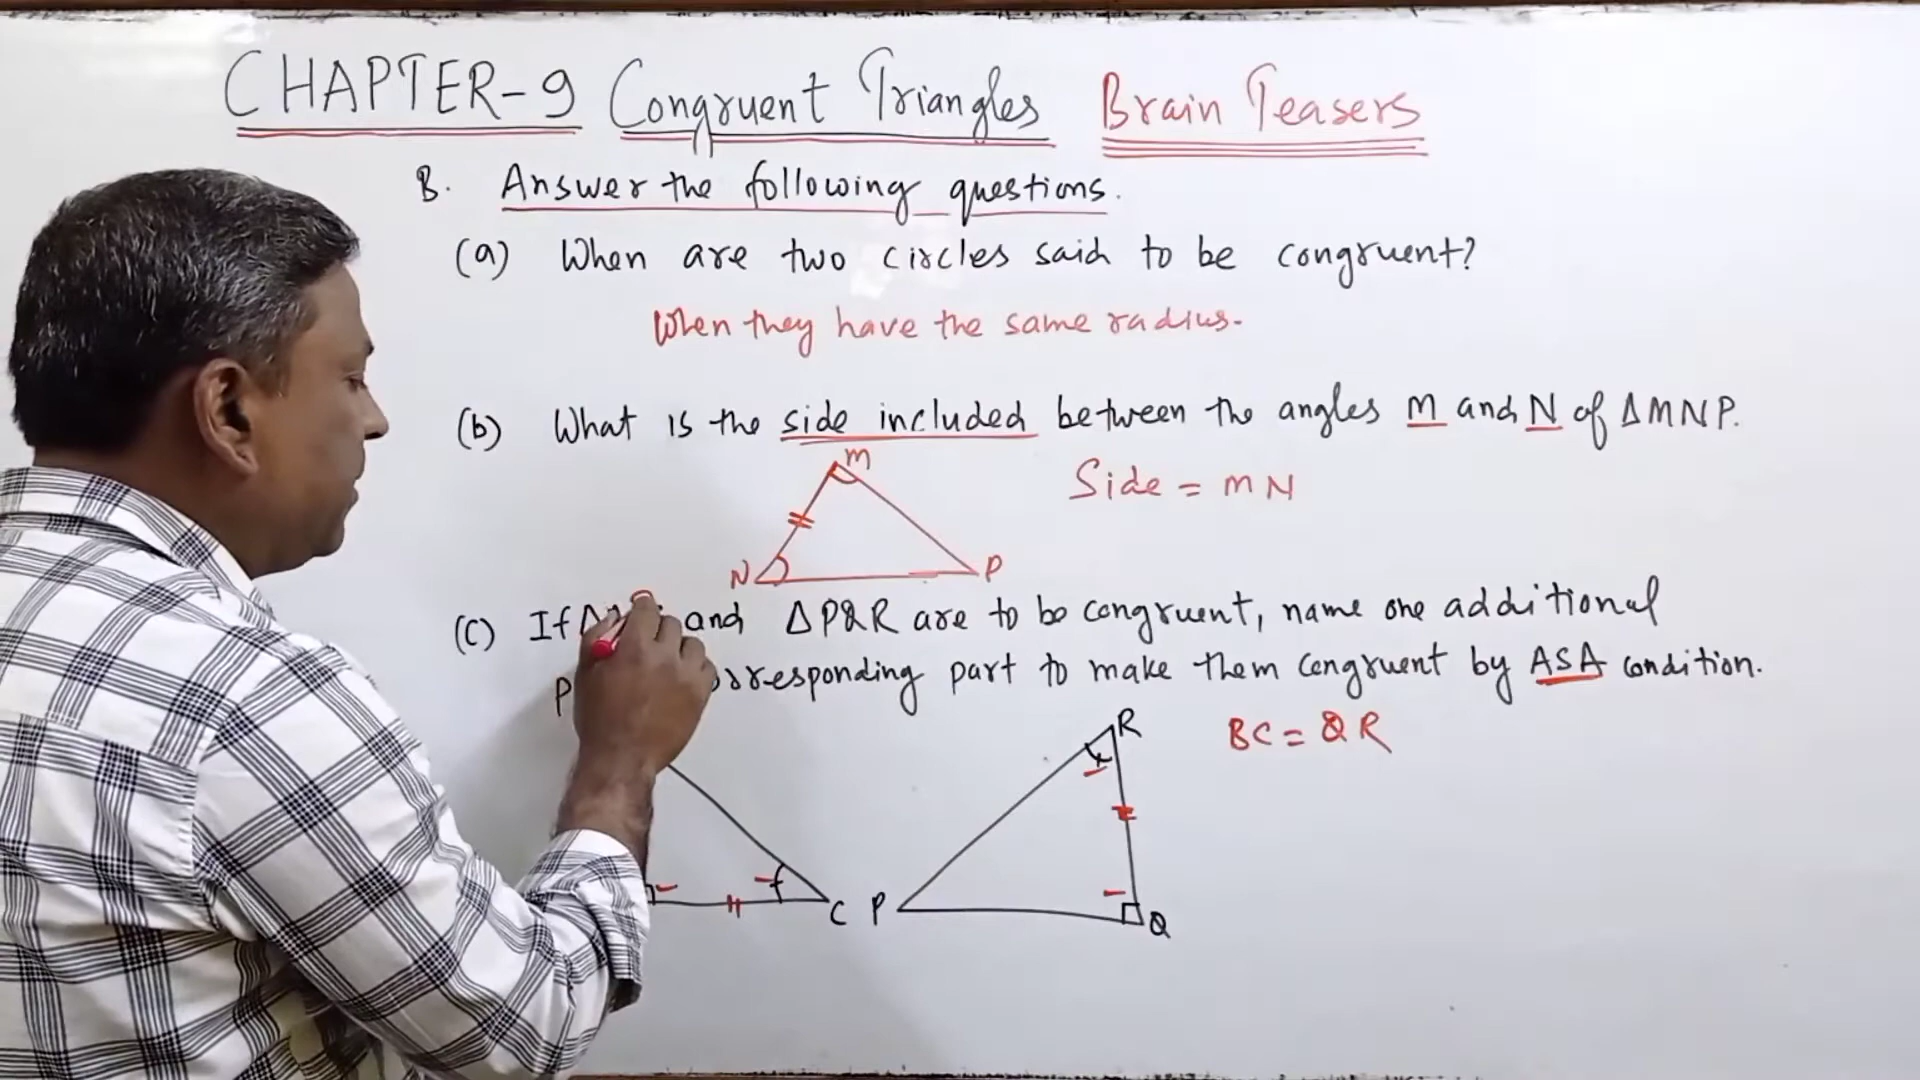 CHAPTER-9 Congruent Triangles Brain Teasers
B. Answer the following questions.
(a) When are two circles said to be congruent?
When they have the same radius.
(b) What is the side included between the angles M and N of ΔMNP.
M
Side = MN
N P
(C) If and ΔPQR are to be congruent, name one additional
part to make them congruent by ASA condition.
R
BC = QR
C P Q